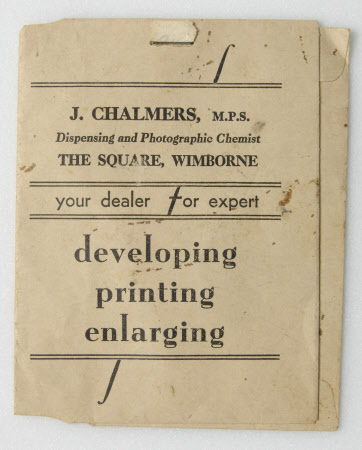 J. CHALMERS, M.P.S.
Dispensing and Photographic Chemist
THE SQUARE, WIMBORNE
your dealer for expert
developing
printing
enlarging